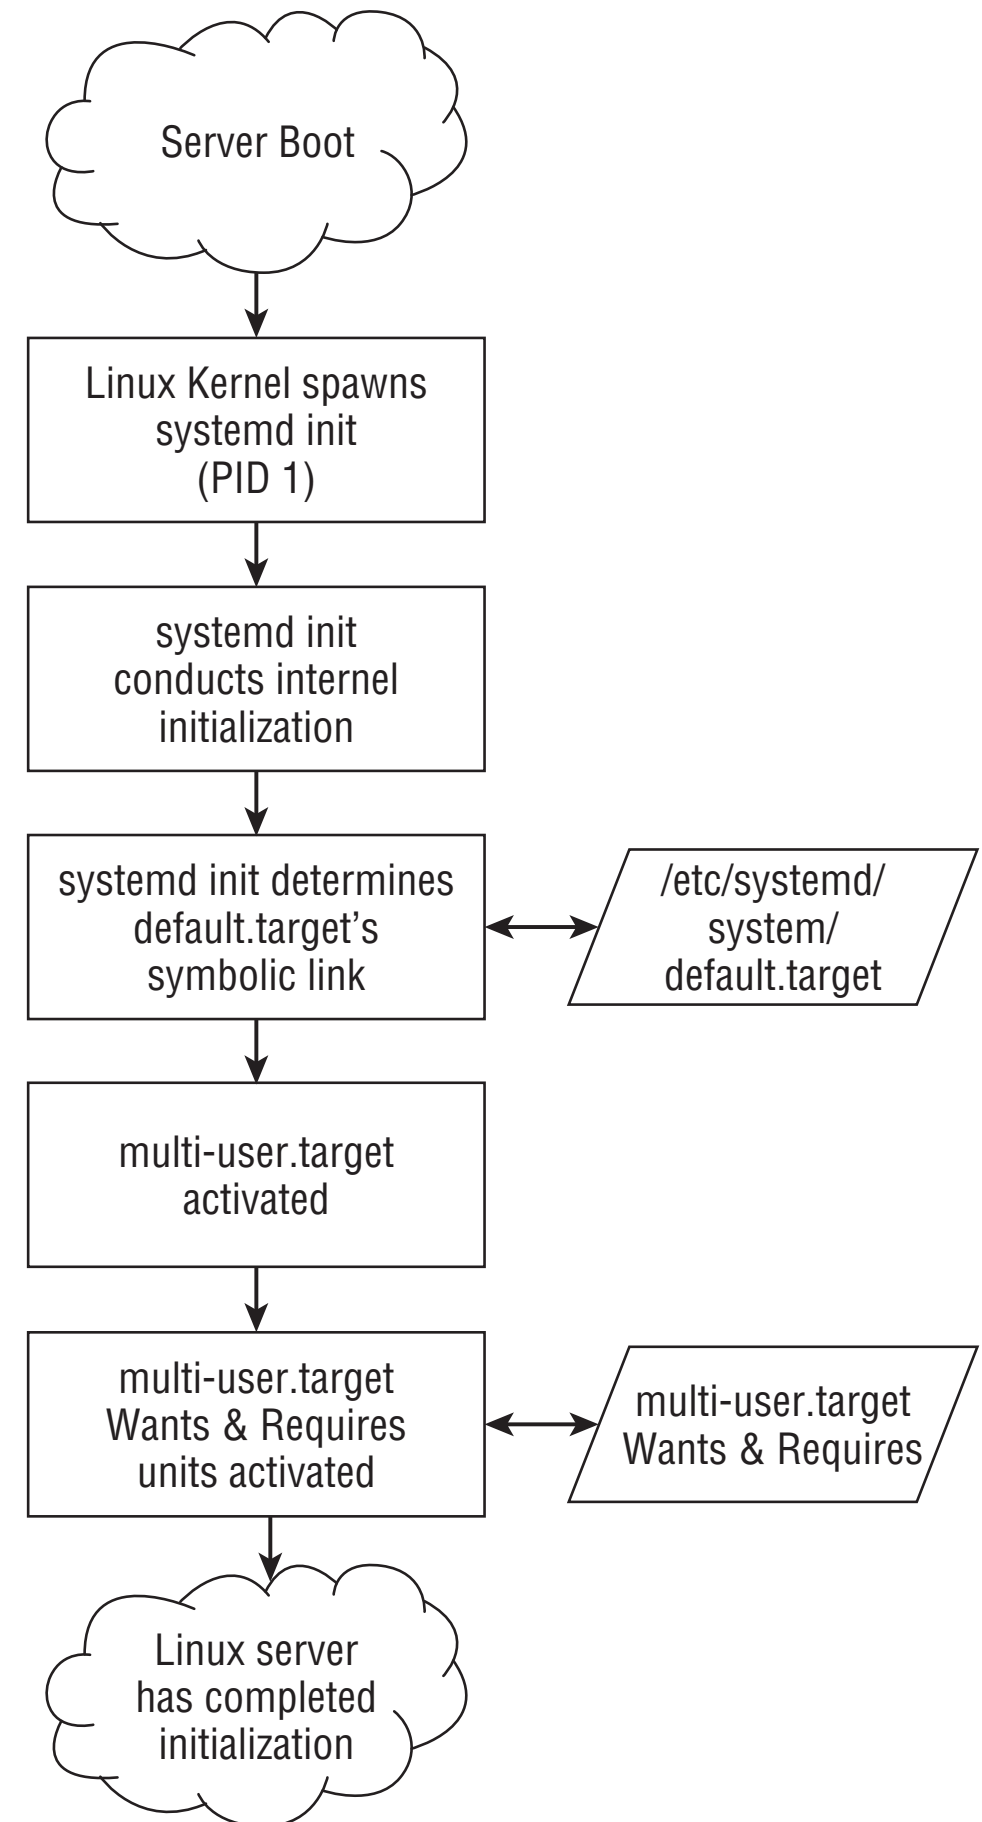 Server Boot
Linux Kernel spawns
systemd init
(PID 1)
systemd init
conducts internel
initialization
systemd init determines
default.target’s
symbolic link
/etc/systemd/
system/
default.target
multi-user.target
activated
multi-user.target
Wants & Requires
units activated
multi-user.target
Wants & Requires
Linux server
has completed
initialization